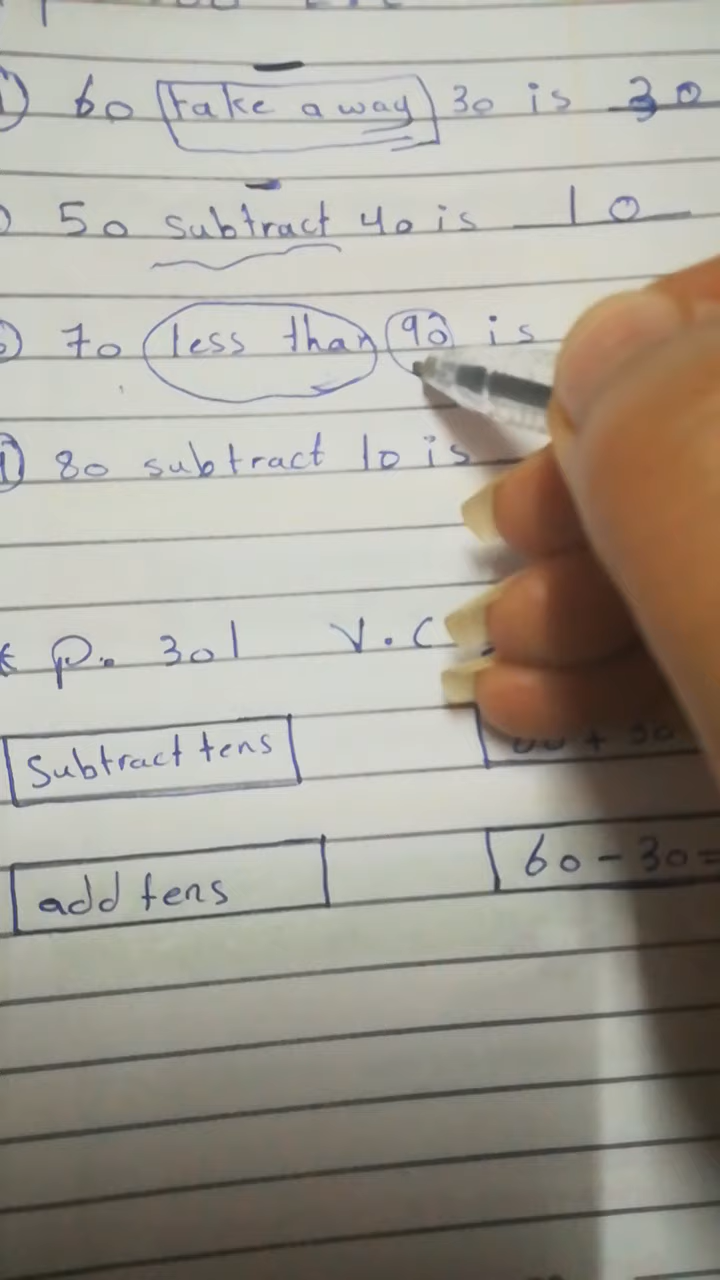 60 take away 30 is 30
50 subtract 40 is 10
70 less than 90 is
80 subtract 10 is
p. 301 V.C
Subtract tens
add tens 60 - 30 =